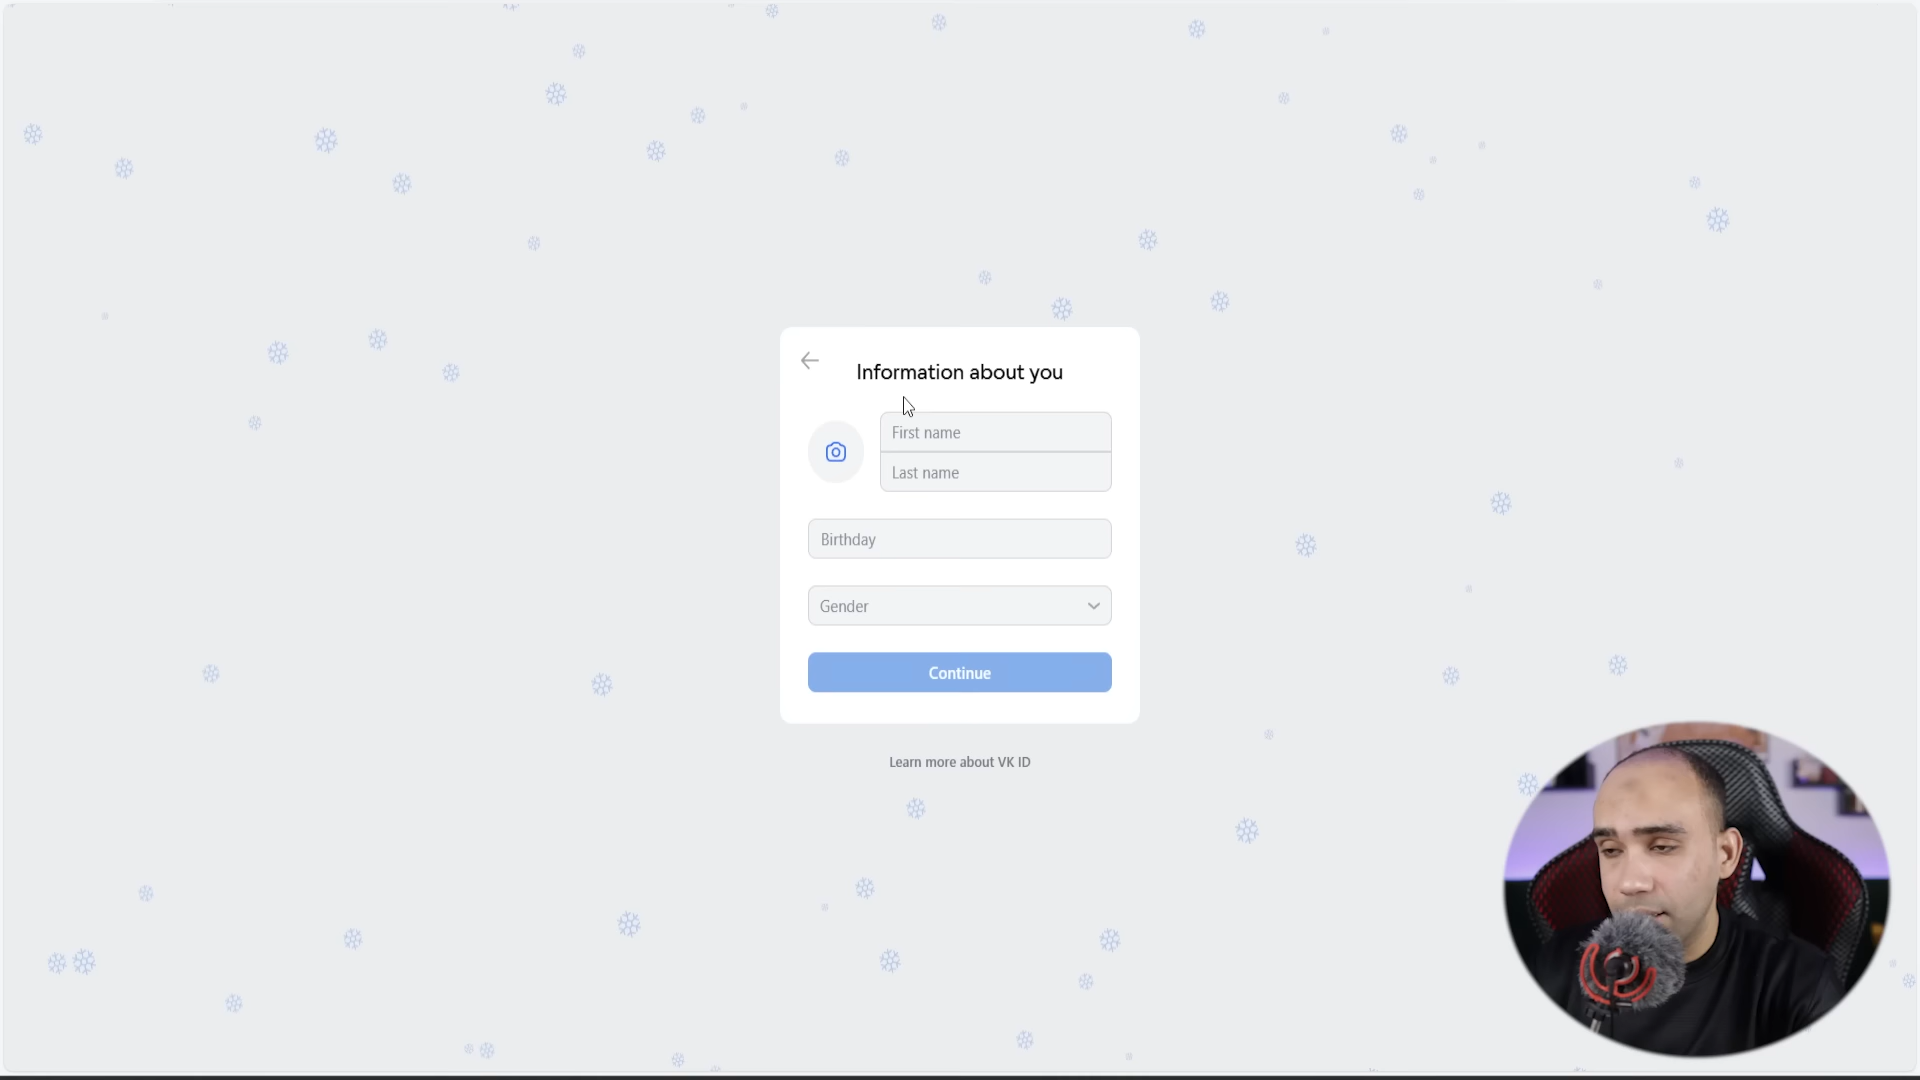 Information about you
First name
Last name
Birthday
Gender
Continue
Learn more about VK ID